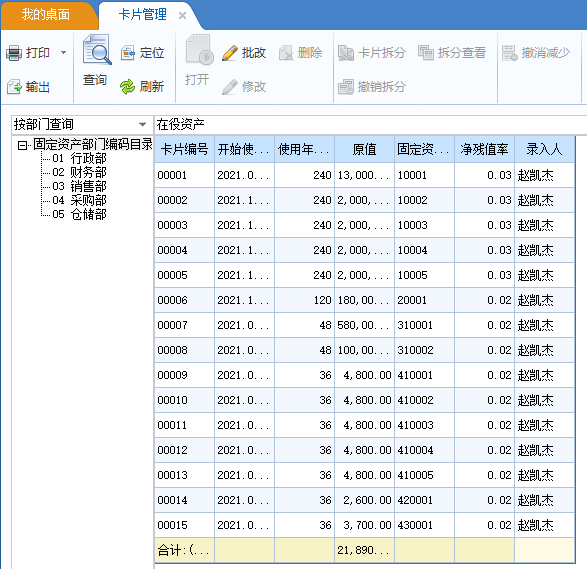 我的桌面 卡片管理
打印 查询 定位 打开 批改 删除 卡片拆分 拆分查看 撤消减少
输出 刷新 修改 撤销拆分
按部门查询 在役资产
固定资产部门编码目录
01 行政部
02 财务部
03 销售部
04 采购部
05 仓储部
卡片编号 开始使... 使用年... 原值 固定资... 净残值率 录入人
00001 2021.0... 240 13,000... 10001 0.03 赵凯杰
00002 2021.1... 240 2,000,... 10002 0.03 赵凯杰
00003 2021.1... 240 2,000,... 10003 0.03 赵凯杰
00004 2021.1... 240 2,000,... 10004 0.03 赵凯杰
00005 2021.1... 240 2,000,... 10005 0.03 赵凯杰
00006 2021.1... 120 180,00... 20001 0.02 赵凯杰
00007 2021.0... 48 580,00... 310001 0.02 赵凯杰
00008 2021.0... 48 100,00... 310002 0.02 赵凯杰
00009 2021.0... 36 4,800.00 410001 0.02 赵凯杰
00010 2021.0... 36 4,800.00 410002 0.02 赵凯杰
00011 2021.0... 36 4,800.00 410003 0.02 赵凯杰
00012 2021.0... 36 4,800.00 410004 0.02 赵凯杰
00013 2021.0... 36 4,800.00 410005 0.02 赵凯杰
00014 2021.0... 36 2,600.00 420001 0.02 赵凯杰
00015 2021.0... 36 3,700.00 430001 0.02 赵凯杰
合计:(... 21,890...